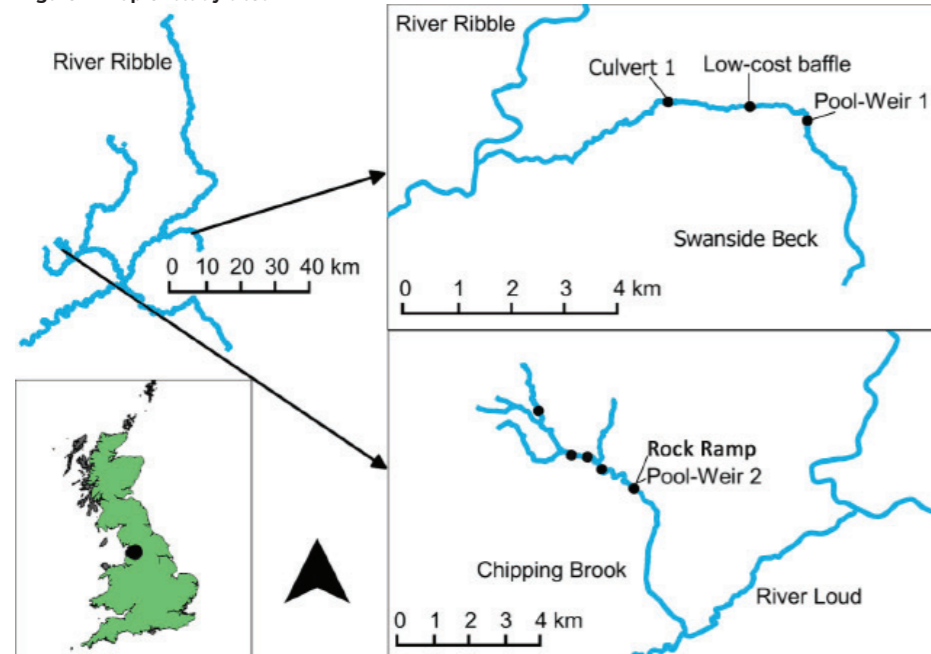 River Ribble
0 10 20 30 40 km
River Ribble
Culvert 1
Low-cost baffle
Pool-Weir 1
Swanside Beck
0 1 2 3 4 km
Rock Ramp
Pool-Weir 2
Chipping Brook
River Loud
0 1 2 3 4 km